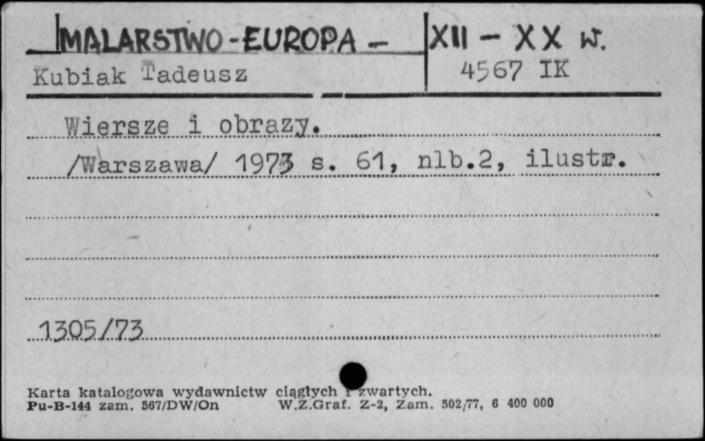 MALARSTWO - EUROPA - XII - XX w.
Kubiak Tadeusz 4567 IK
Wiersze i obrazy.
/Warszawa/ 1973 s. 61, nlb.2, ilustr.
1305/73
Karta katalogowa wydawnictw ciągłych i zwartych.
Pu-B-144 zam. 567/DW/On W.Z.Graf. Z-2, Zam. 502/77, 6 400 000